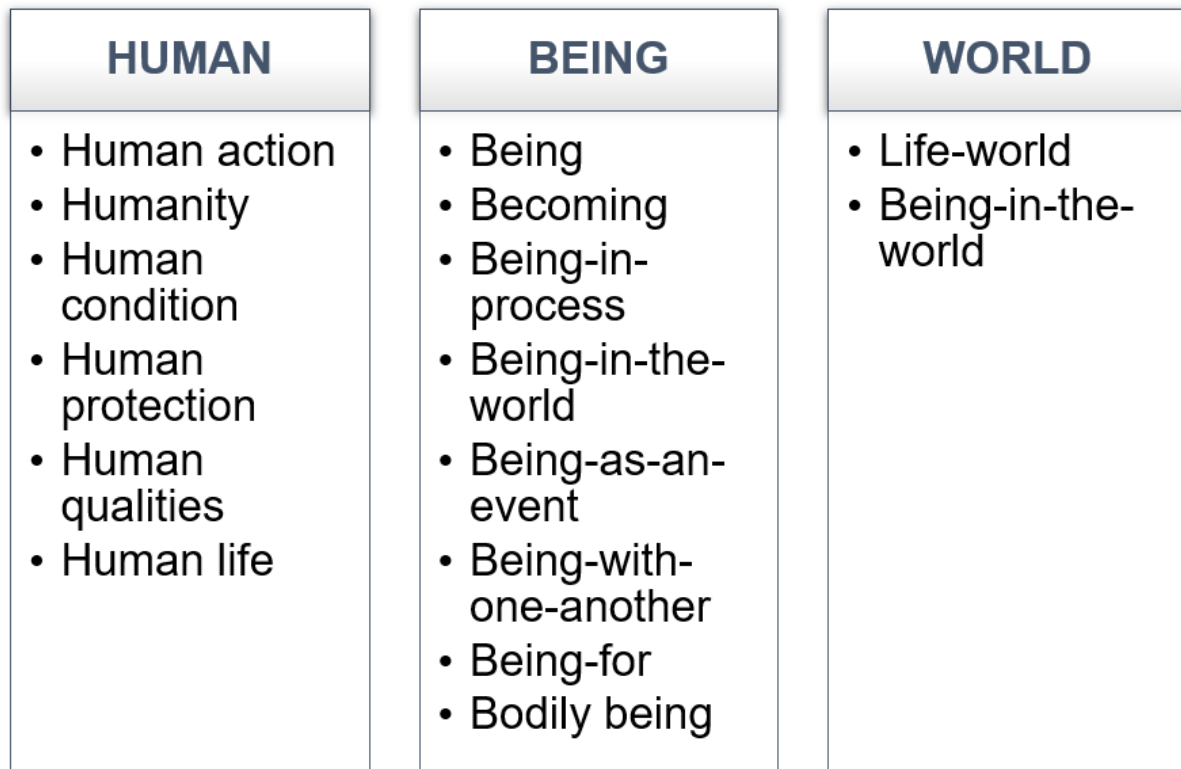 HUMAN
• Human action
• Humanity
• Human
condition
• Human
protection
• Human
qualities
• Human life
BEING
• Being
• Becoming
• Being-in-
process
• Being-in-the-
world
• Being-as-an-
event
• Being-with-
one-another
• Being-for
• Bodily being
WORLD
• Life-world
• Being-in-the-
world